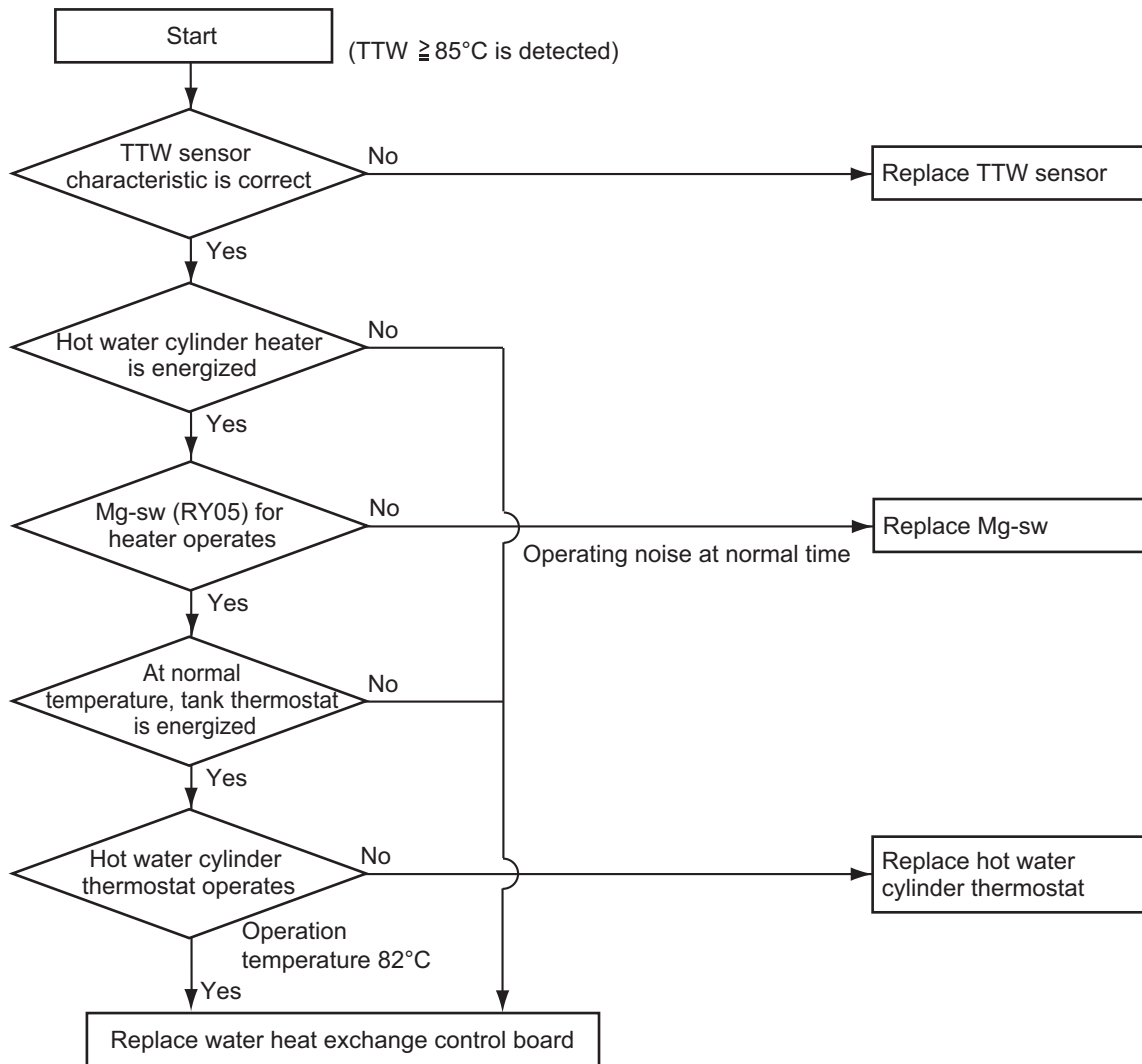 Start
(TTW ≧ 85°C is detected)
TTW sensor
characteristic is correct
No
Replace TTW sensor
Yes
Hot water cylinder heater
is energized
No
Yes
Mg-sw (RY05) for
heater operates
No
Operating noise at normal time
Replace Mg-sw
Yes
At normal
temperature, tank thermostat
is energized
No
Yes
Hot water cylinder
thermostat operates
No
Replace hot water
cylinder thermostat
Operation
temperature 82°C
Yes
Replace water heat exchange control board